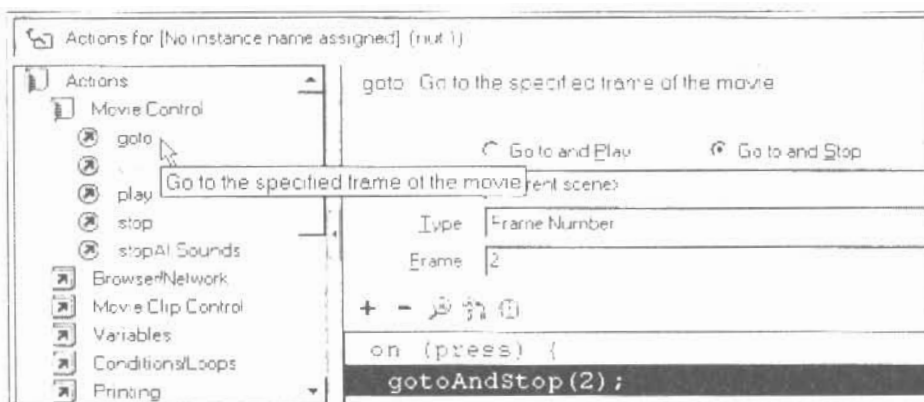 Actions for [No instance name assigned] (nut 1)
Actions
Movie Control
goto
play
stop
stopAll Sounds
Browser/Network
Movie Clip Control
Variables
Conditions/Loops
Printing
Go to the specified frame of the movie
goto Go to the specified frame of the movie
Go to and Play Go to and Stop
rent scene>
Type Frame Number
Frame 2
+ -
on (press) {
gotoAndStop(2);